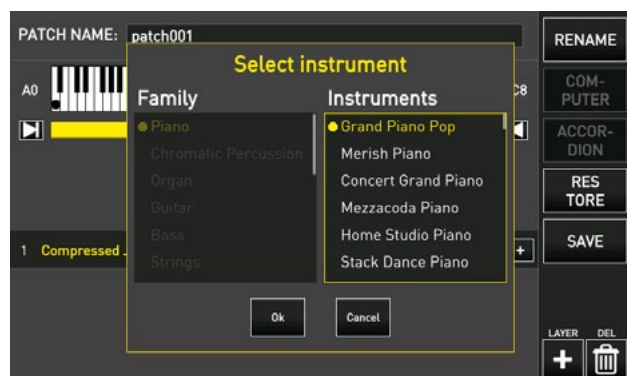 PATCH NAME: patch001
RENAME
Select instrument
A0
C8
COM-
PUTER
Family
Instruments
Piano
Chromatic Percussion
Organ
Guitar
Bass
Strings
Grand Piano Pop
Merish Piano
Concert Grand Piano
Mezzacoda Piano
Home Studio Piano
Stack Dance Piano
ACCOR-
DION
RES
TORE
1 Compressed
+
SAVE
Ok
Cancel
LAYER DEL
+